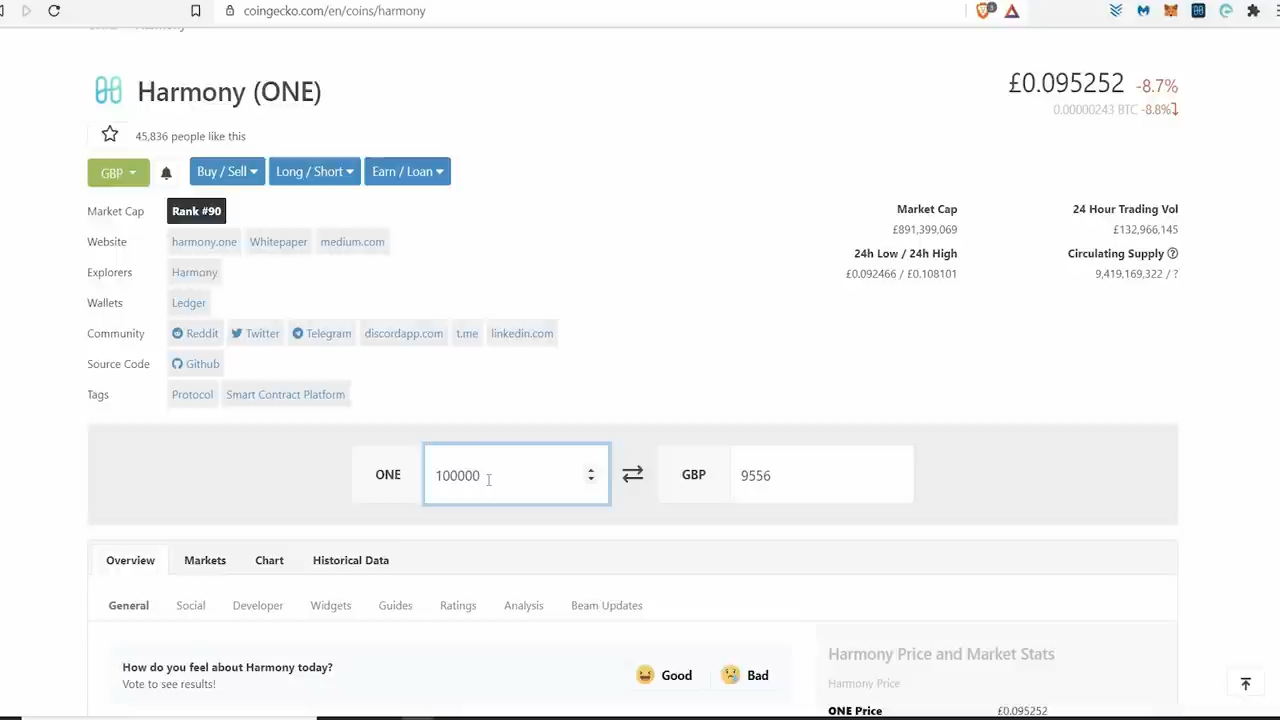 coingecko.com/en/coins/harmony
Harmony (ONE)
£0.095252 -8.7%
0.00000243 BTC -8.8%
45,836 people like this
GBP
Buy / Sell
Long / Short
Earn / Loan
Market Cap Rank #90
Website harmony.one Whitepaper medium.com
Explorers Harmony
Wallets Ledger
Community Reddit Twitter Telegram discordapp.com t.me linkedin.com
Source Code Github
Tags Protocol Smart Contract Platform
Market Cap
£891,399,069
24 Hour Trading Vol
£132,966,145
24h Low / 24h High
£0.092466 / £0.108101
Circulating Supply
9,419,169,322 / ?
ONE 100000 GBP 9556
Overview Markets Chart Historical Data
General Social Developer Widgets Guides Ratings Analysis Beam Updates
How do you feel about Harmony today?
Vote to see results!
Good Bad
Harmony Price and Market Stats
Harmony Price
ONE Price £0.095252